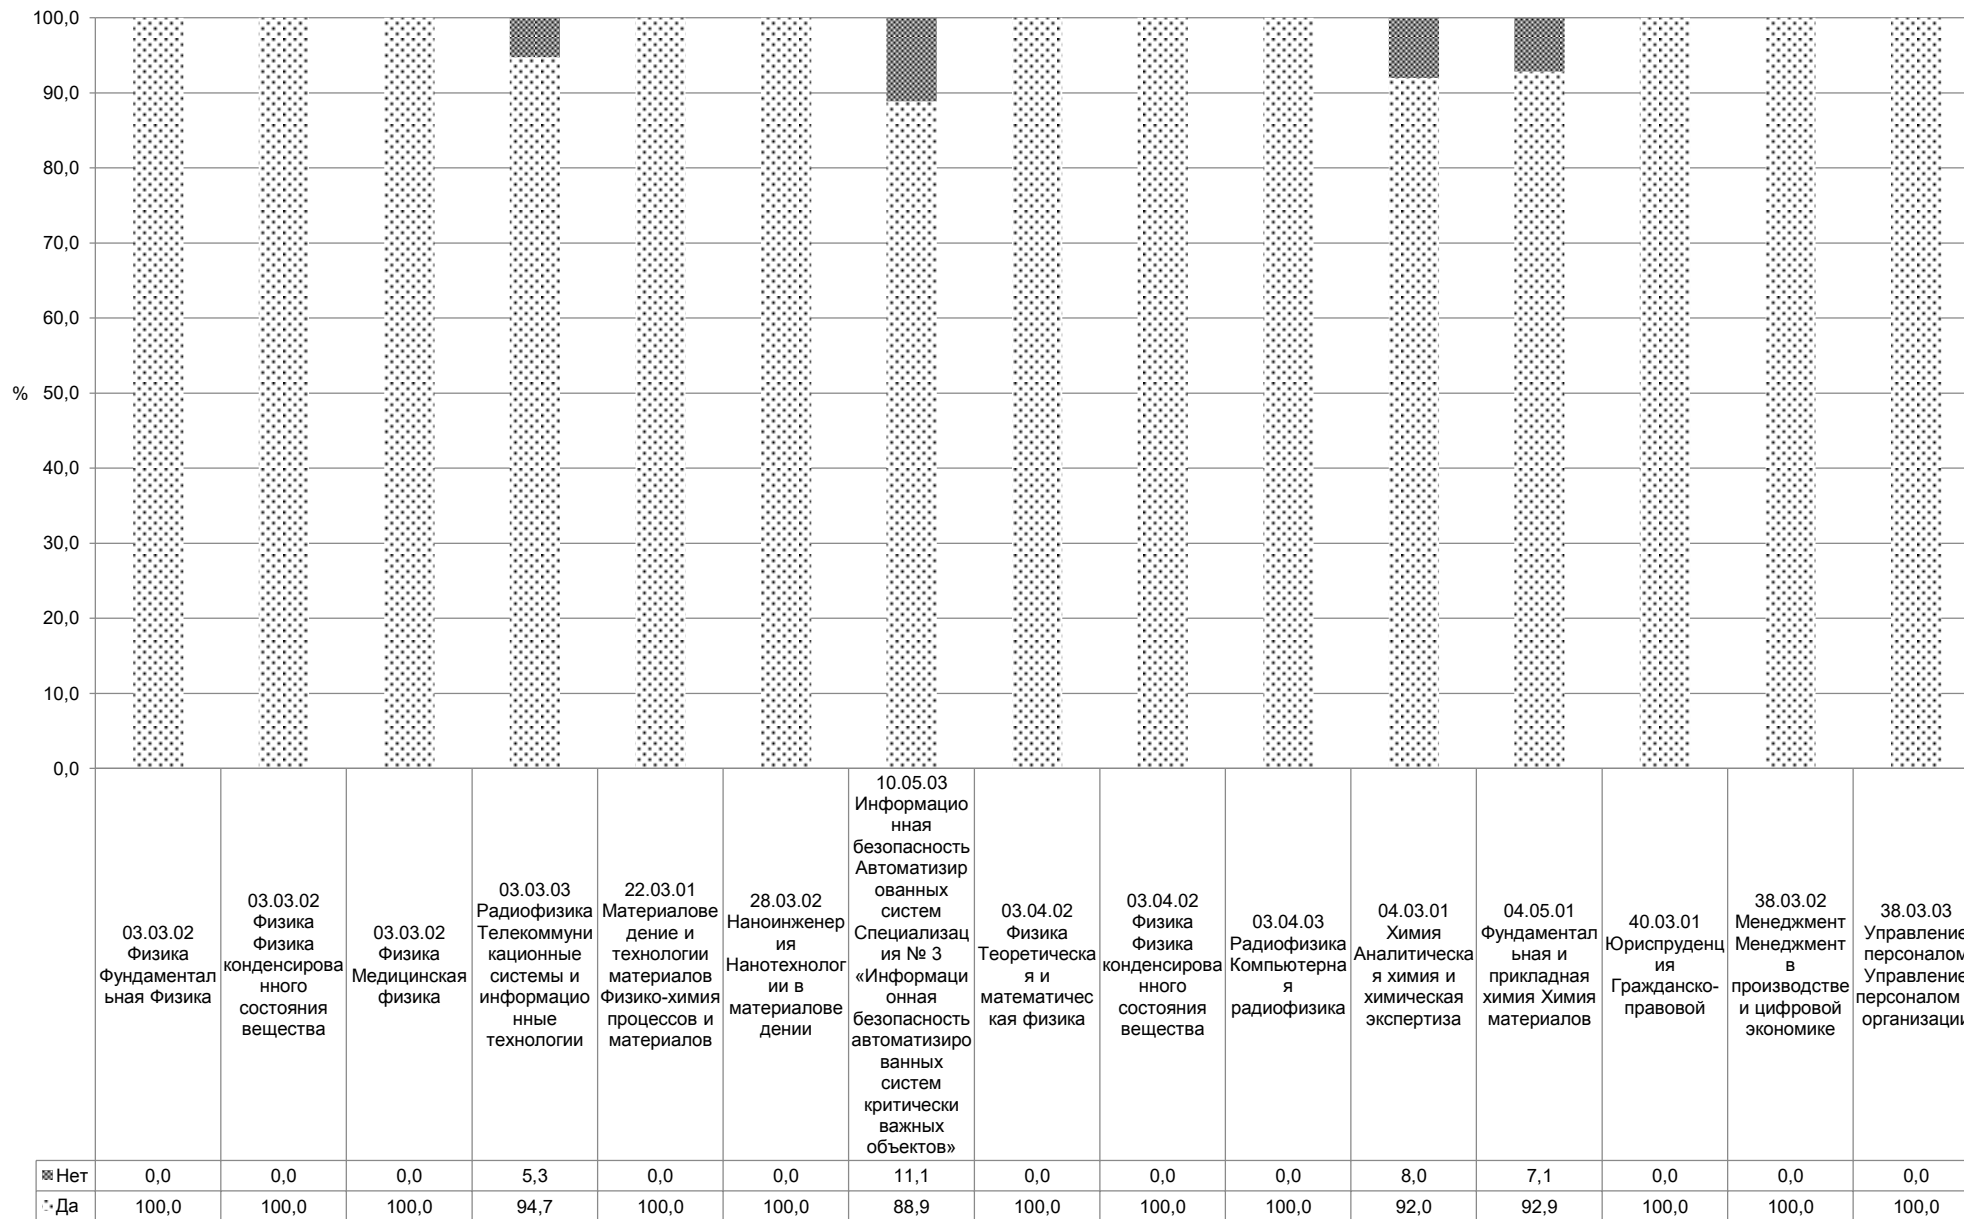 100,0
90,0
80,0
70,0
60,0
50,0
%
40,0
30,0
20,0
10,0
0,0
03.03.02
Физика
Фундаментал
ьная Физика
03.03.02
Физика
Физика
конденсирова
нного
состояния
вещества
03.03.02
Физика
Медицинская
физика
03.03.03
Радиофизика
Телекоммуни
кационные
системы и
информацио
нные
технологии
22.03.01
Материалове
дение и
технологии
материалов
Физико-химия
процессов и
материалов
28.03.02
Наноинженер
ия
Нанотехнолог
ии в
материалове
дении
10.05.03
Информацио
нная
безопасность
Автоматизир
ованных
систем
Специализац
ия № 3
«Информаци
онная
безопасность
автоматизиро
ванных
систем
критически
важных
объектов»
03.04.02
Физика
Теоретическа
я и
математичес
кая физика
03.04.02
Физика
Физика
конденсирова
нного
состояния
вещества
03.04.03
Радиофизика
Компьютерна
я
радиофизика
04.03.01
Химия
Аналитическа
я химия и
химическая
экспертиза
04.05.01
Фундаментал
ьная и
прикладная
химия Химия
материалов
40.03.01
Юриспруденц
ия
Гражданско-
правовой
38.03.02
Менеджмент
Менеджмент
в
производстве
и цифровой
экономике
38.03.03
Управление
персоналом
Управление
персоналом
организации
Нет 0,0 0,0 0,0 5,3 0,0 0,0 11,1 0,0 0,0 0,0 8,0 7,1 0,0 0,0 0,0
Да 100,0 100,0 100,0 94,7 100,0 100,0 88,9 100,0 100,0 100,0 92,0 92,9 100,0 100,0 100,0